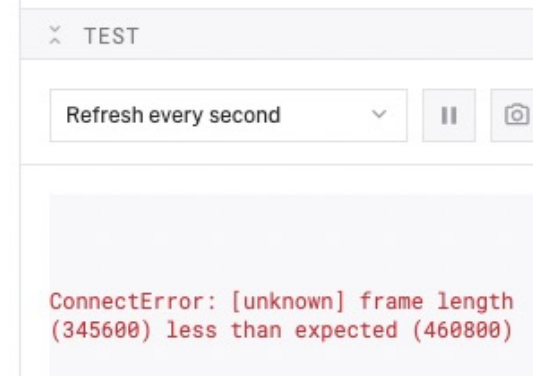 TEST
Refresh every second
ConnectError: [unknown] frame length
(345600) less than expected (460800)